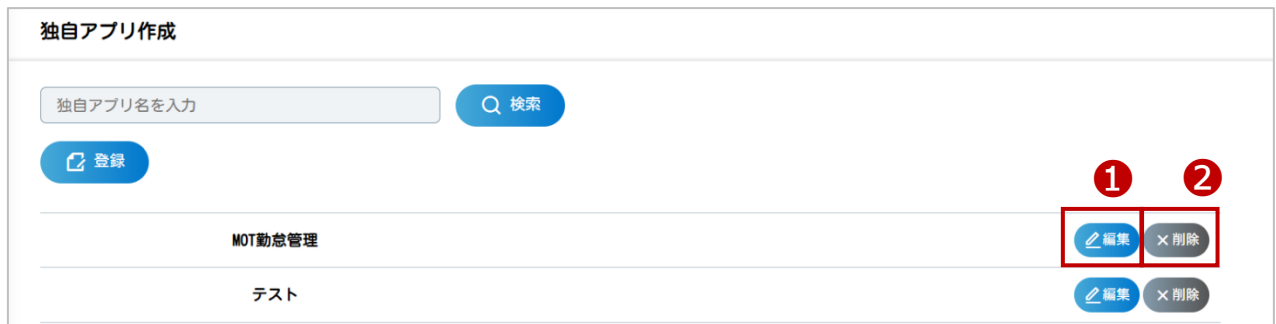 独自アプリ作成
独自アプリ名を入力 検索
登録
❶ ❷
MOT勤怠管理 編集 ×削除
テスト 編集 ×削除